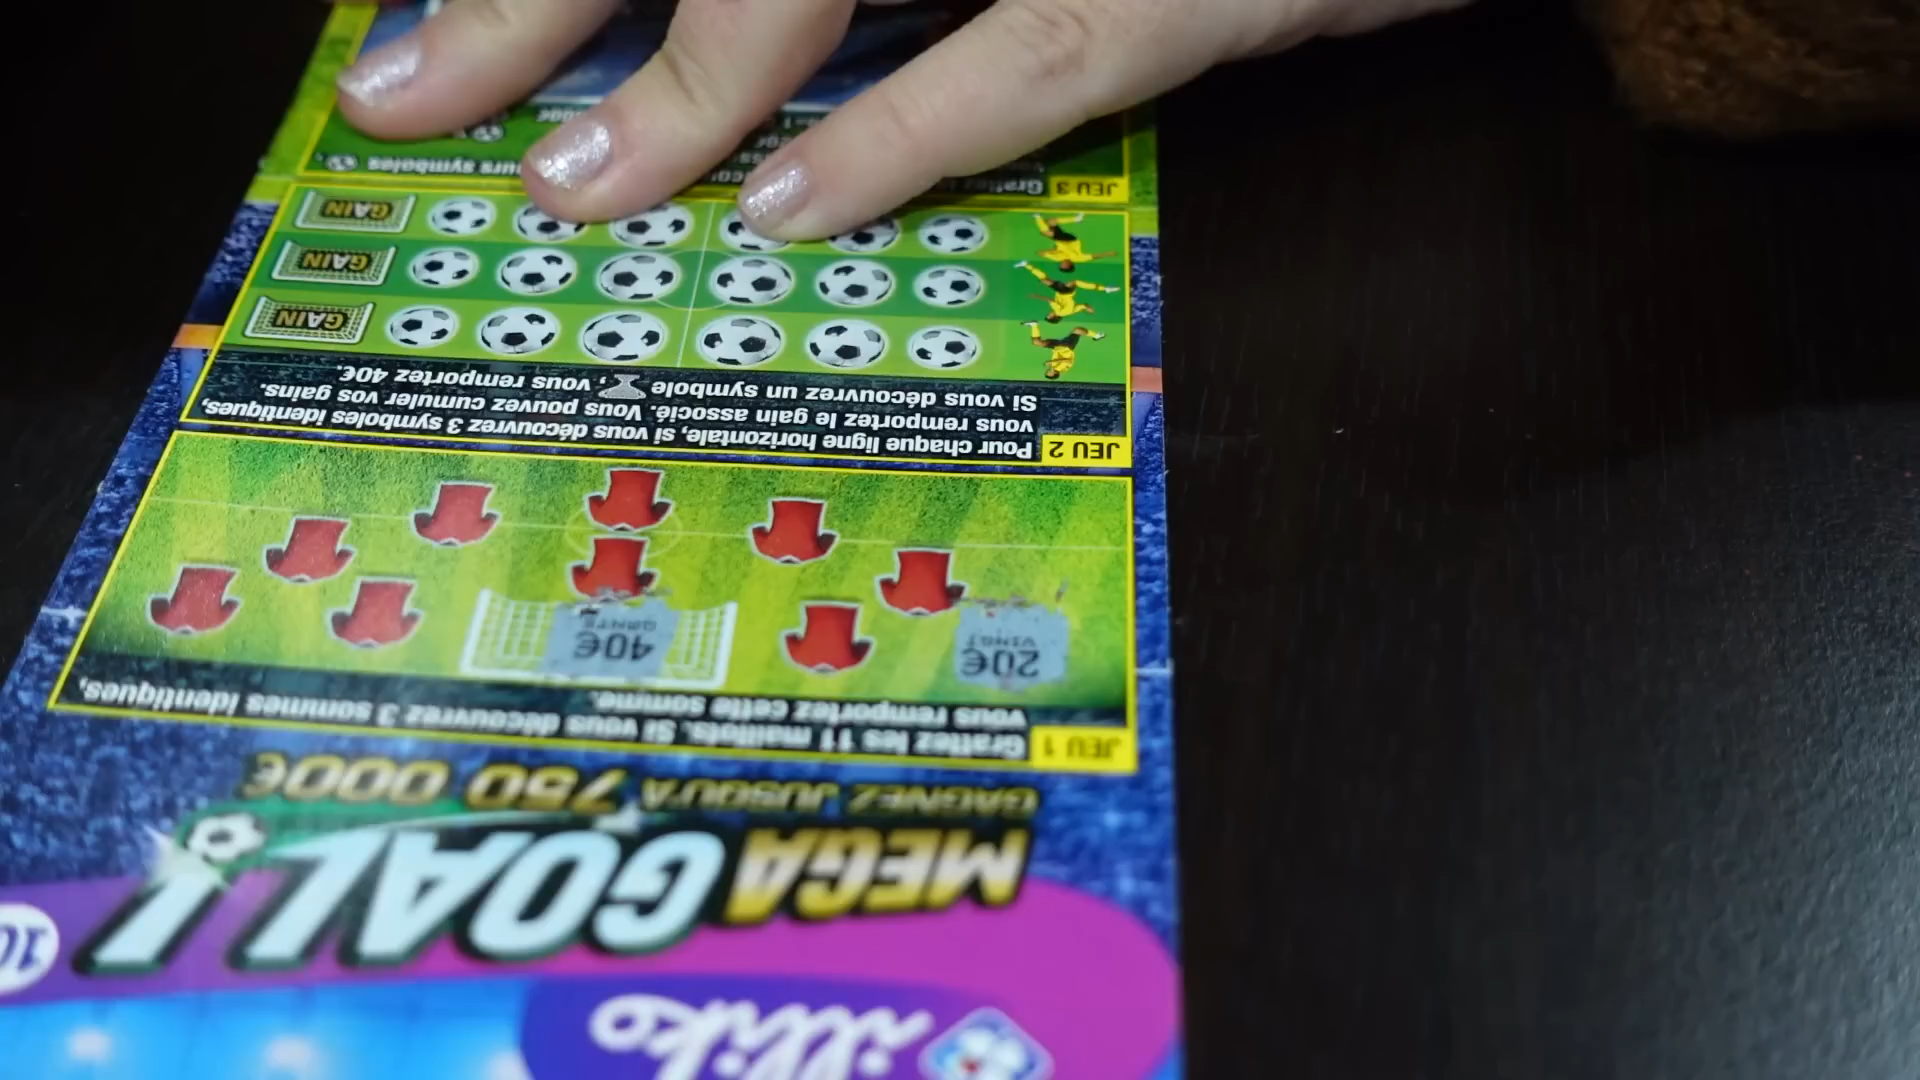 illiko
10
MEGA GOAL!
GAGNEZ JUSQU'À 750 000€
JEU 1
Grattez les 11 maillots. Si vous découvrez 3 sommes identiques,
vous remportez cette somme.
20€
VINGT
40€
JEU 2
Pour chaque ligne horizontale, si vous découvrez 3 symboles identiques,
vous remportez le gain associé. Vous pouvez cumuler vos gains.
Si vous découvrez un symbole , vous remportez 40€.
GAIN
GAIN
GAIN
JEU 3
Grattez symboles